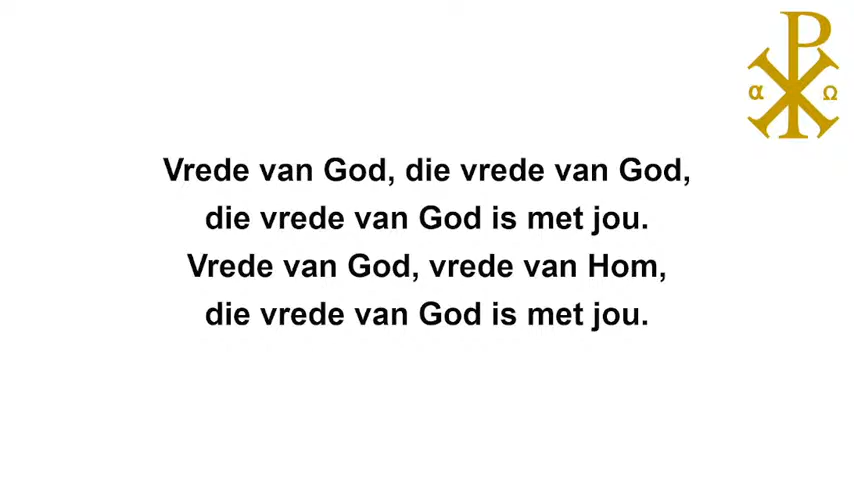 α Ω
Vrede van God, die vrede van God,
die vrede van God is met jou.
Vrede van God, vrede van Hom,
die vrede van God is met jou.